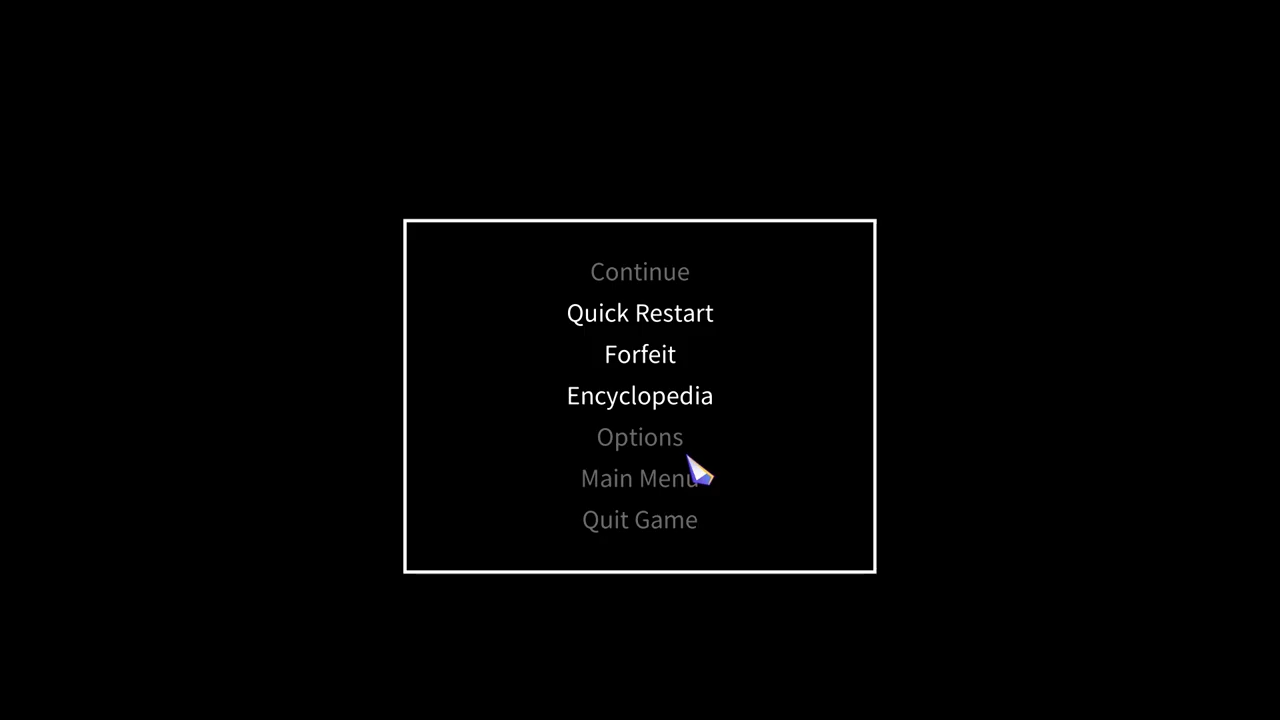 Continue
Quick Restart
Forfeit
Encyclopedia
Options
Main Menu
Quit Game